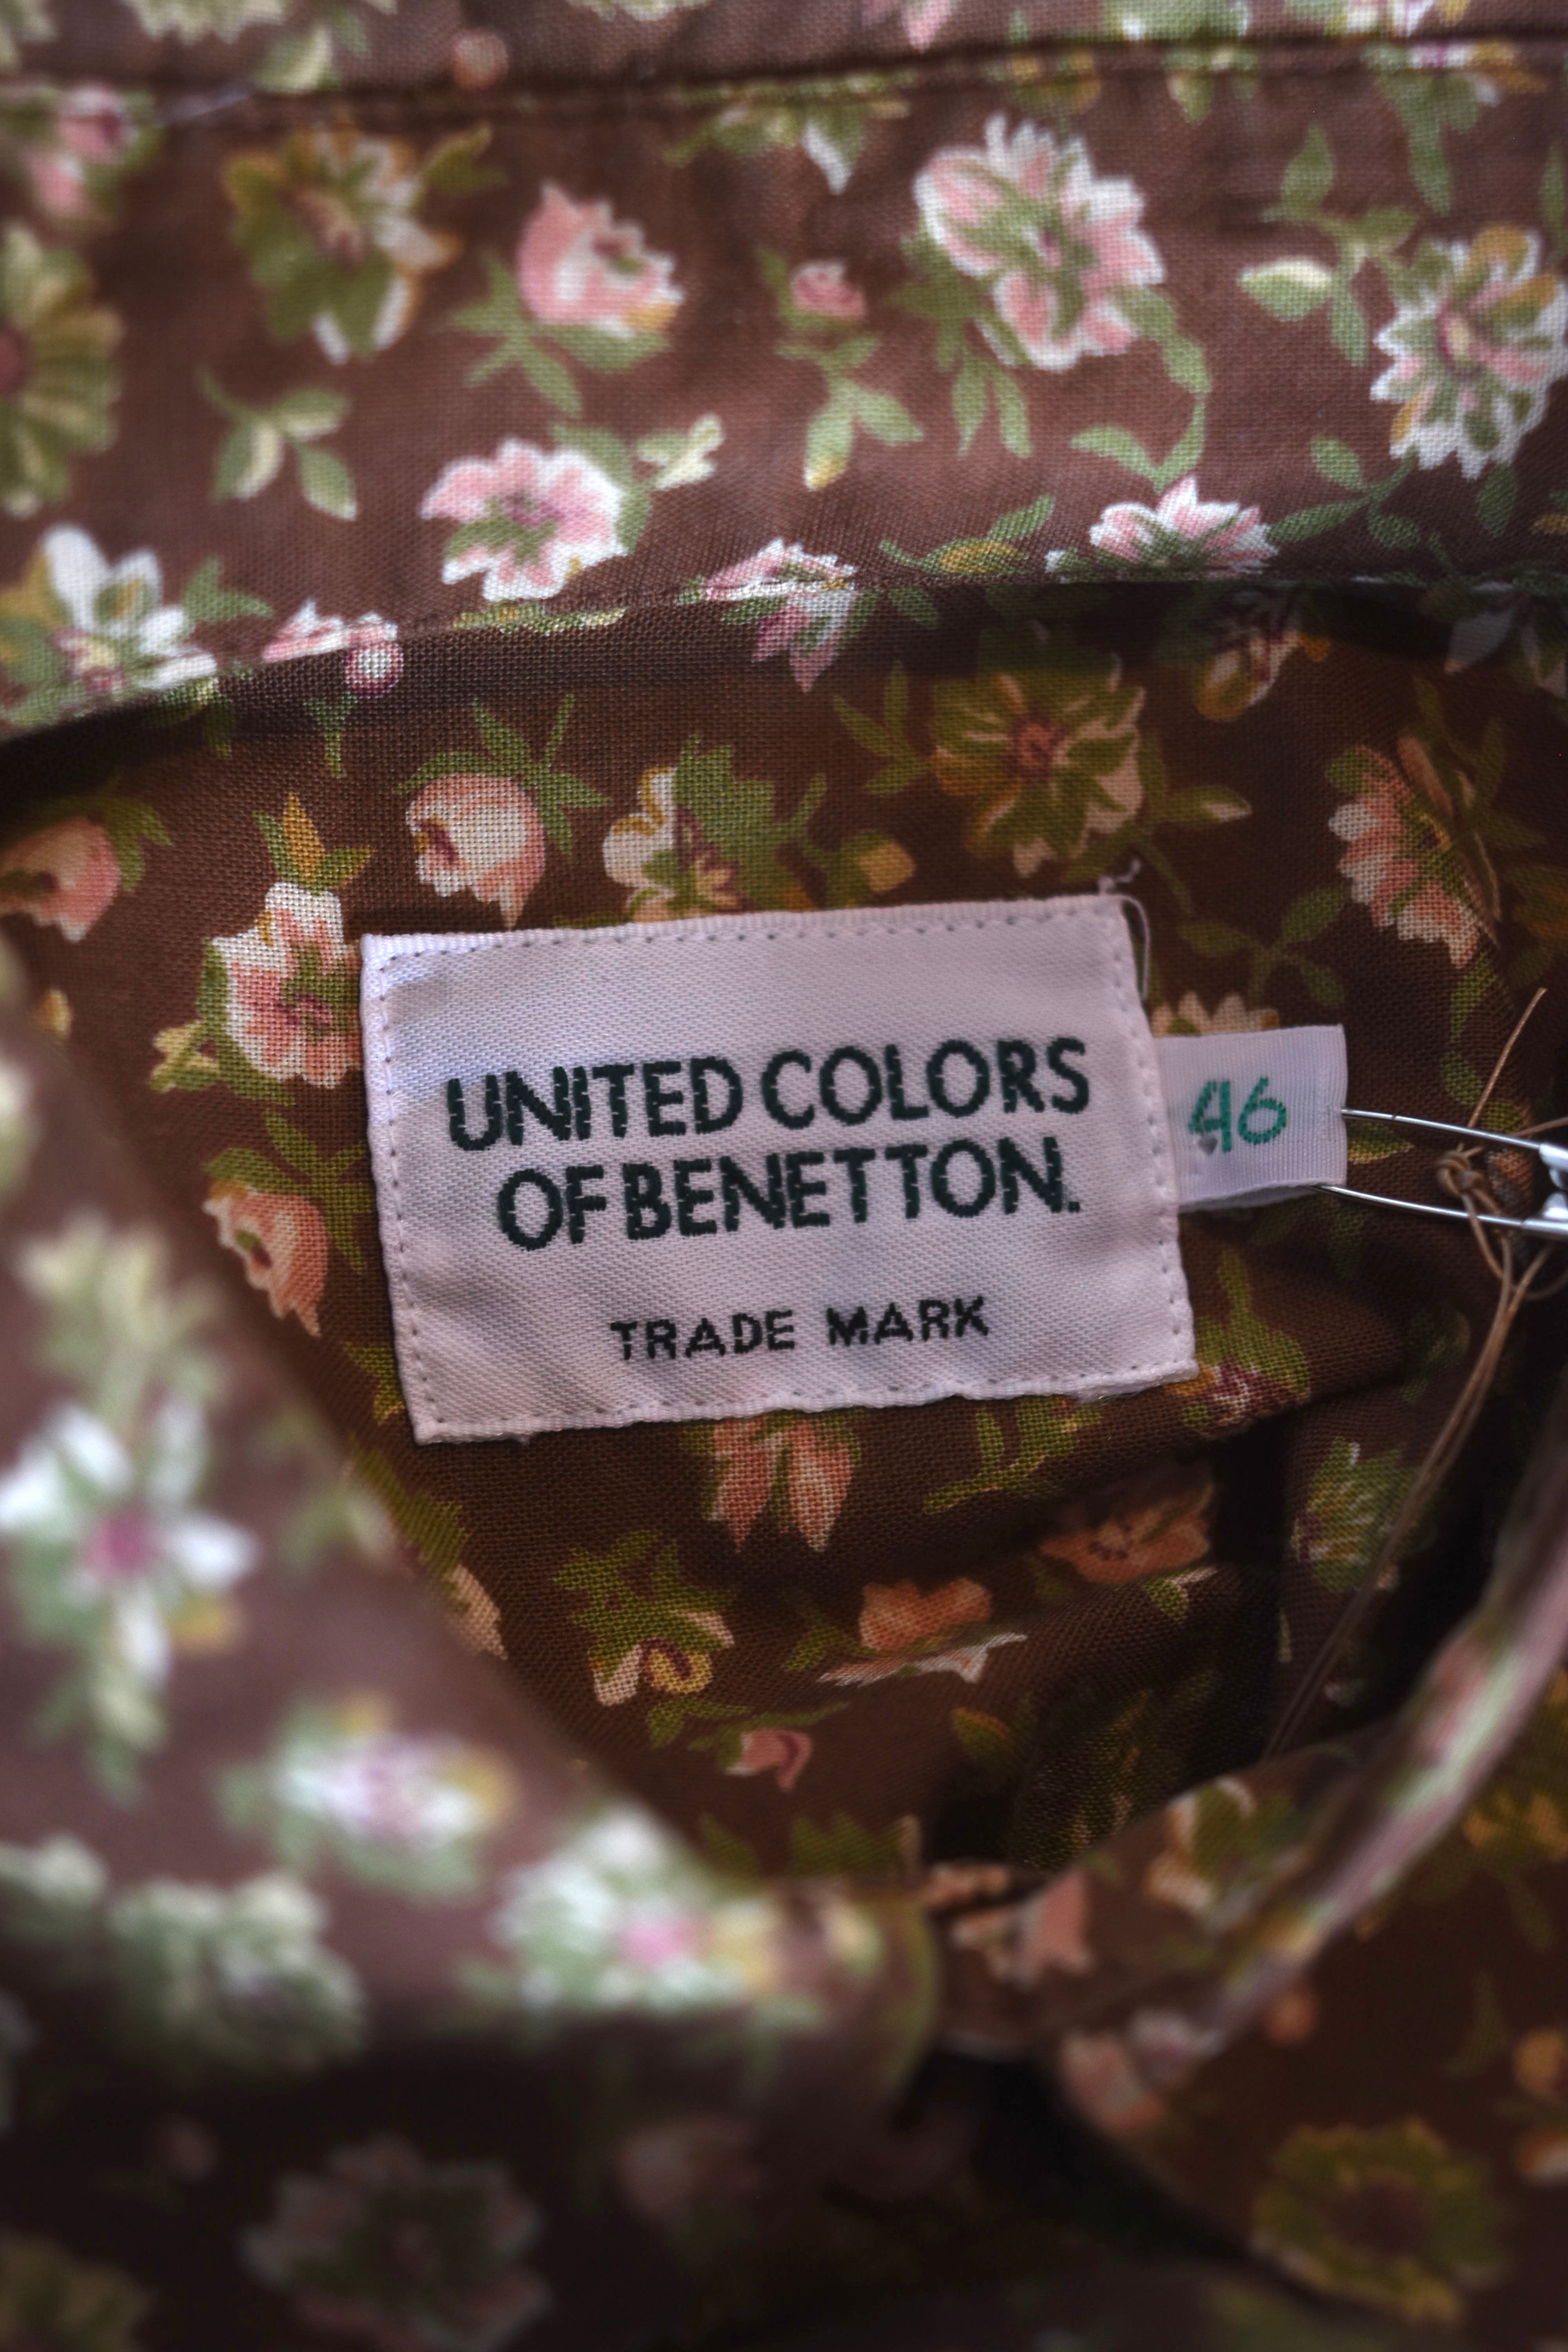 UNITED COLORS
OF BENETTON.
TRADE MARK
46